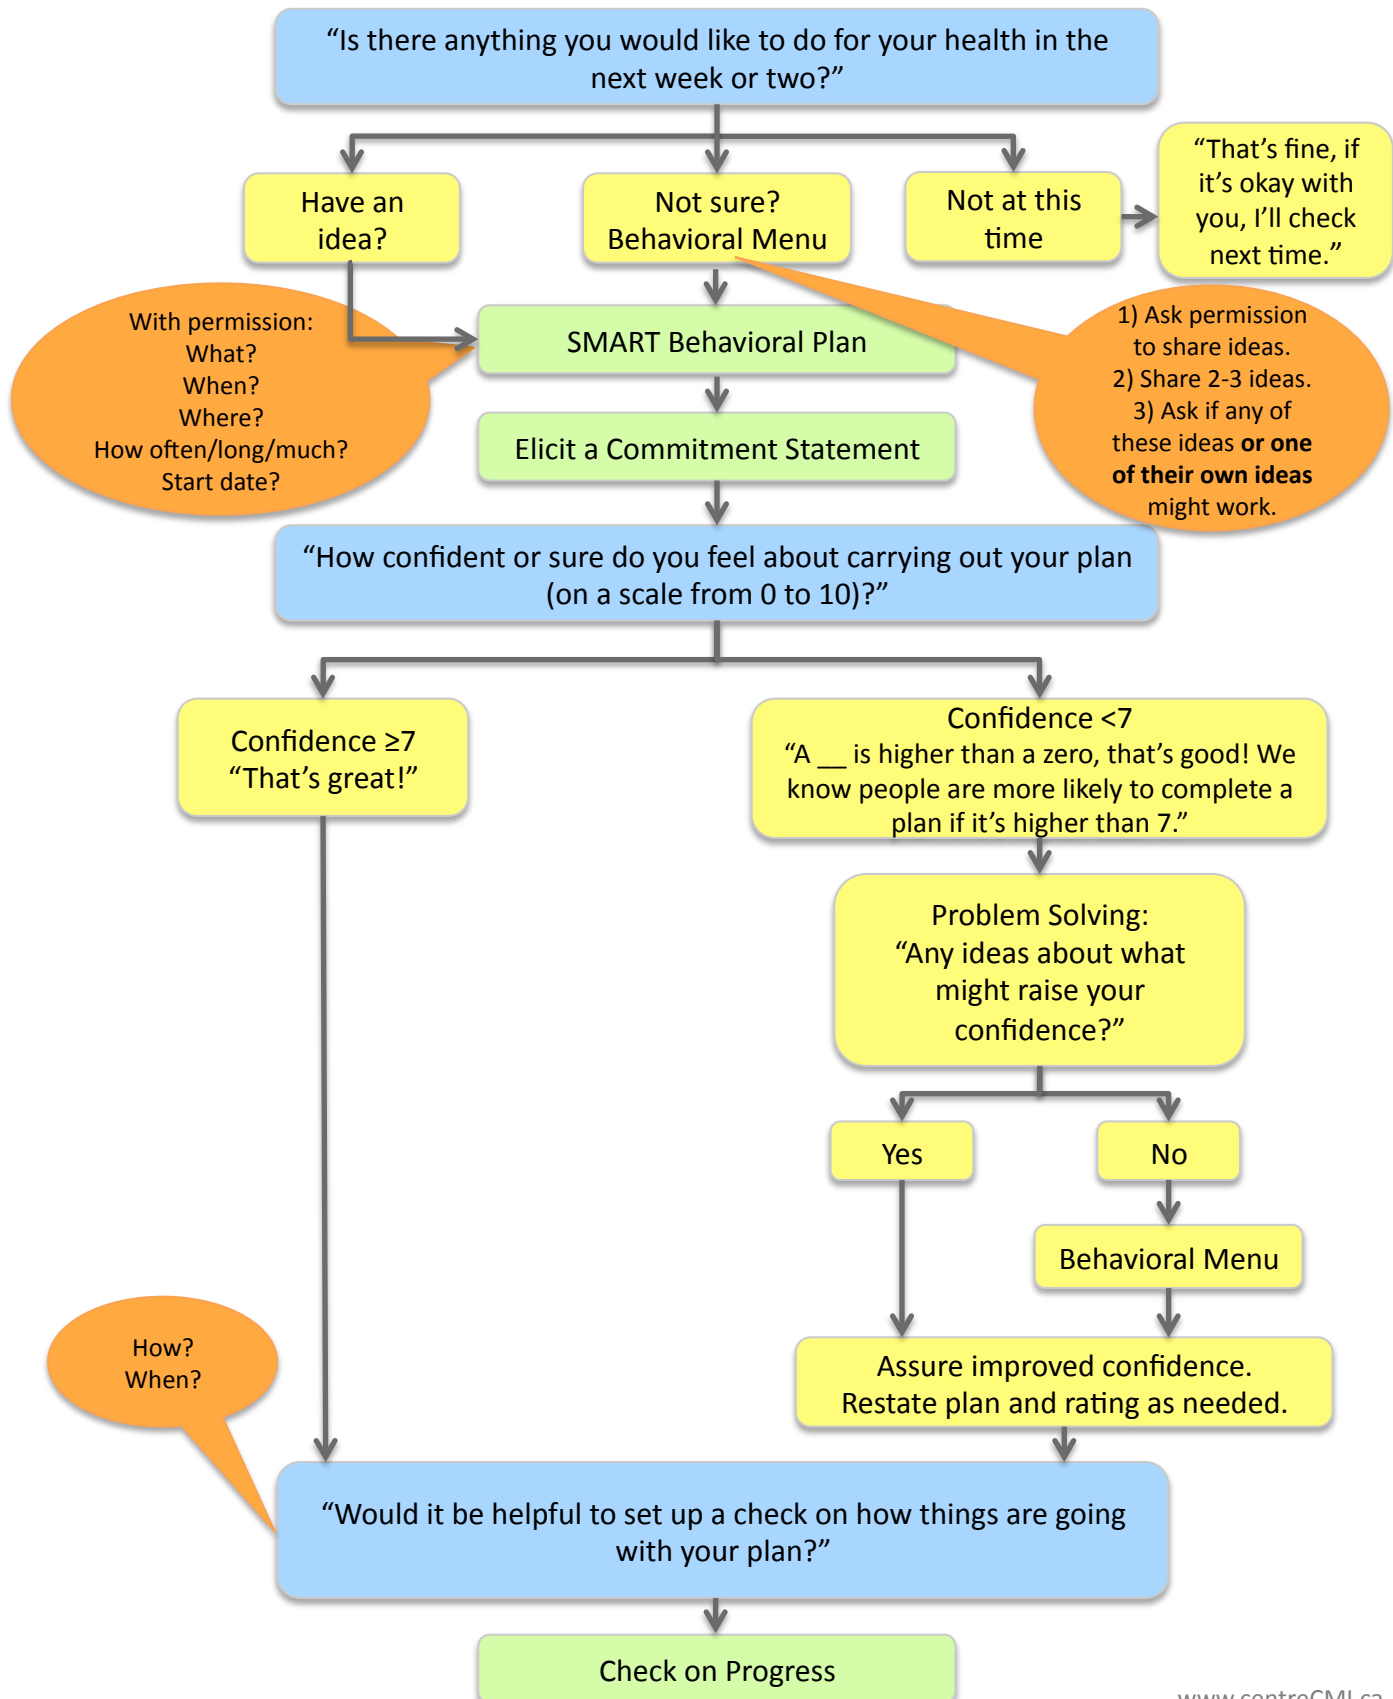 “Is there anything you would like to do for your health in the
next week or two?”
Have an
idea?
Not sure?
Behavioral Menu
Not at this
time
“That’s fine, if
it’s okay with
you, I’ll check
next time.”
With permission:
What?
When?
Where?
How often/long/much?
Start date?
SMART Behavioral Plan
1) Ask permission
to share ideas.
2) Share 2-3 ideas.
3) Ask if any of
these ideas or one
of their own ideas
might work.
Elicit a Commitment Statement
“How confident or sure do you feel about carrying out your plan
(on a scale from 0 to 10)?”
Confidence ≥7
“That’s great!”
Confidence <7
“A __ is higher than a zero, that’s good! We
know people are more likely to complete a
plan if it’s higher than 7.”
Problem Solving:
“Any ideas about what
might raise your
confidence?”
Yes
No
Behavioral Menu
Assure improved confidence.
Restate plan and rating as needed.
How?
When?
“Would it be helpful to set up a check on how things are going
with your plan?”
Check on Progress
www.centreCMI.ca